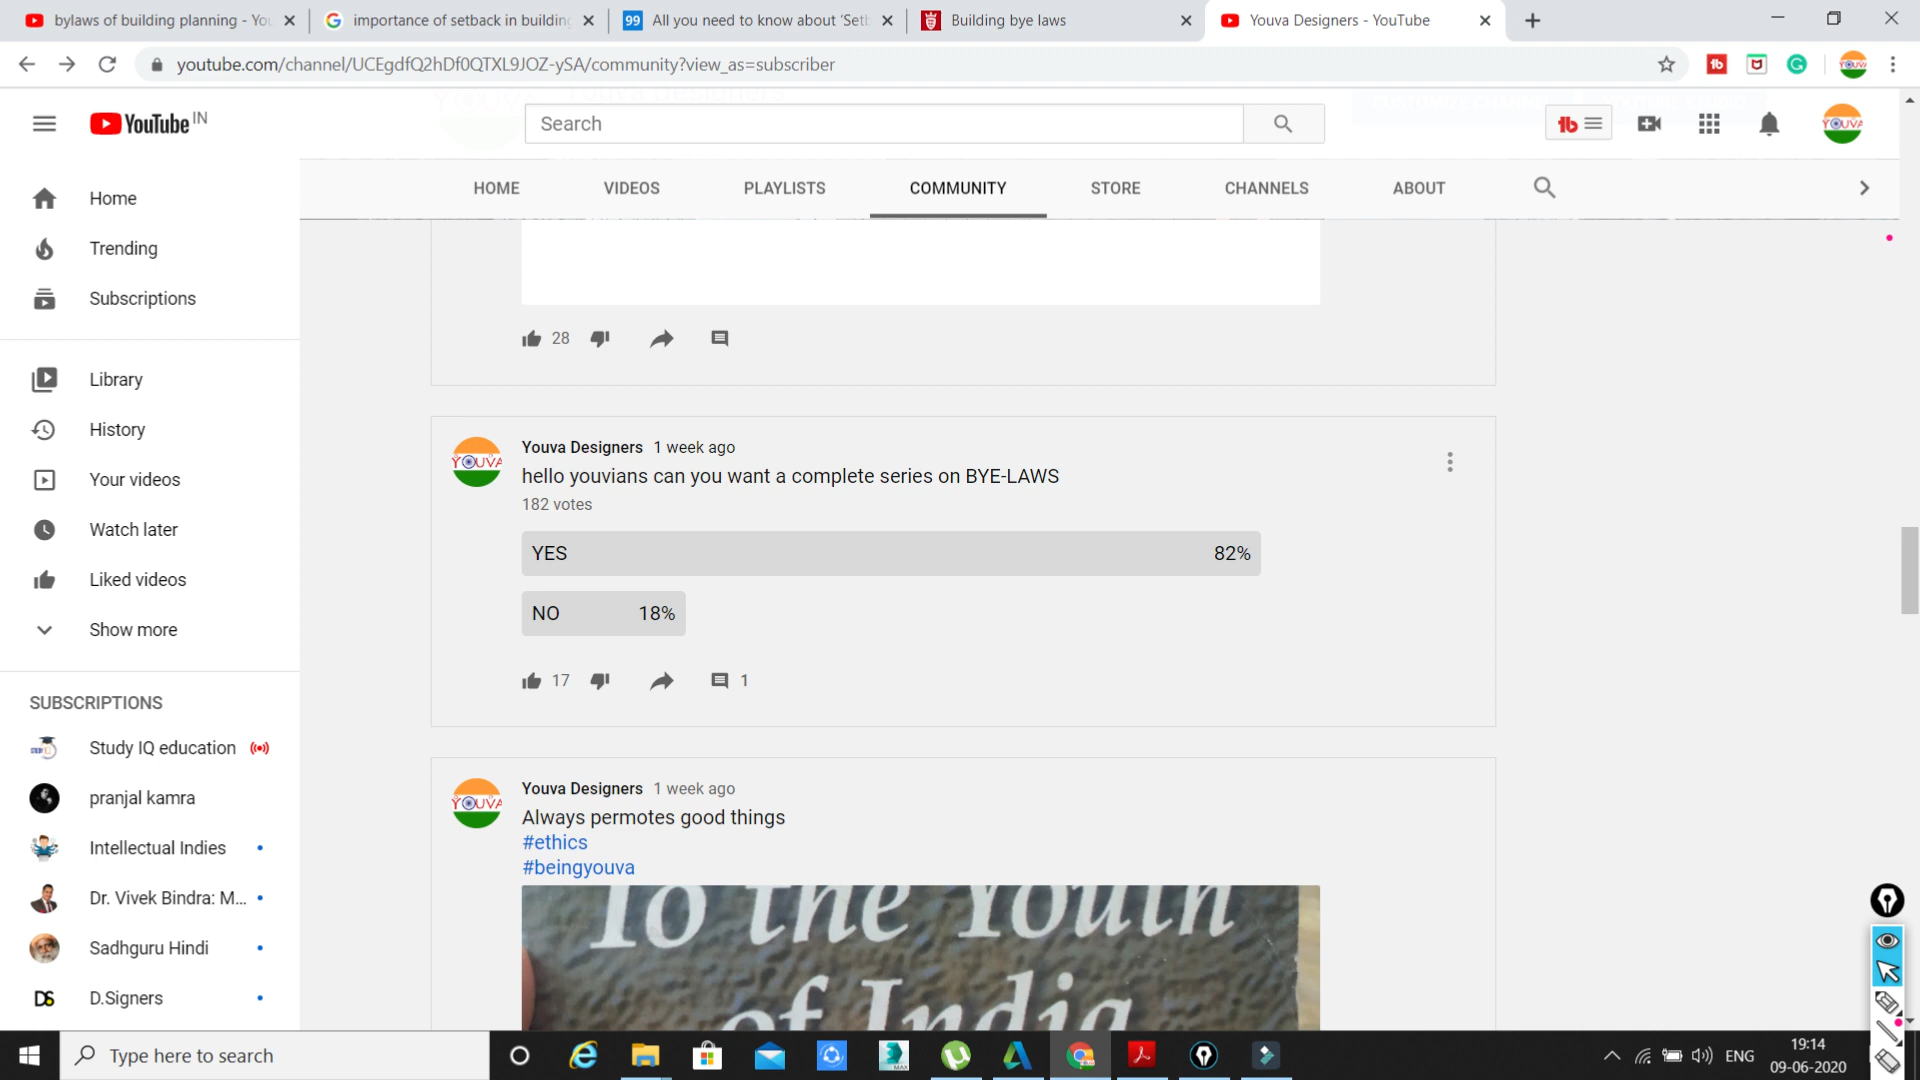 bylaws of building planning - You
importance of setback in building
99 All you need to know about 'Setb
Building bye laws
Youva Designers - YouTube
youtube.com/channel/UCEgdfQ2hDf0QTXL9JOZ-ySA/community?view_as=subscriber
YouTube IN
Search
YOUVA
HOME VIDEOS PLAYLISTS COMMUNITY STORE CHANNELS ABOUT
Home
Trending
Subscriptions
Library
History
Your videos
Watch later
Liked videos
Show more
SUBSCRIPTIONS
Study IQ education
pranjal kamra
Intellectual Indies
Dr. Vivek Bindra: M...
Sadhguru Hindi
DS D.Signers
28
YOUVA
Youva Designers 1 week ago
hello youvians can you want a complete series on BYE-LAWS
182 votes
YES 82%
NO 18%
17 1
YOUVA
Youva Designers 1 week ago
Always permotes good things
#ethics
#beingyouva
To the Youth
of India
Type here to search
ENG
19:14
09-06-2020